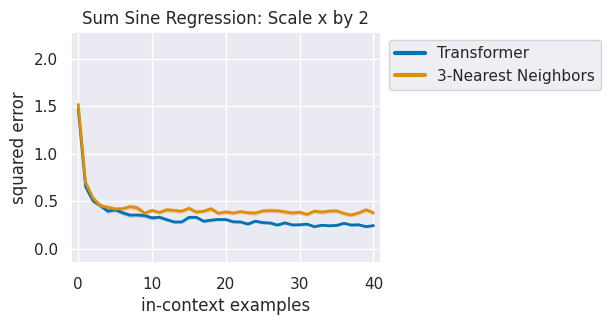 Sum Sine Regression: Scale x by 2
Transformer
3-Nearest Neighbors
squared error
2.0
1.5
1.0
0.5
0.0
0 10 20 30 40
in-context examples